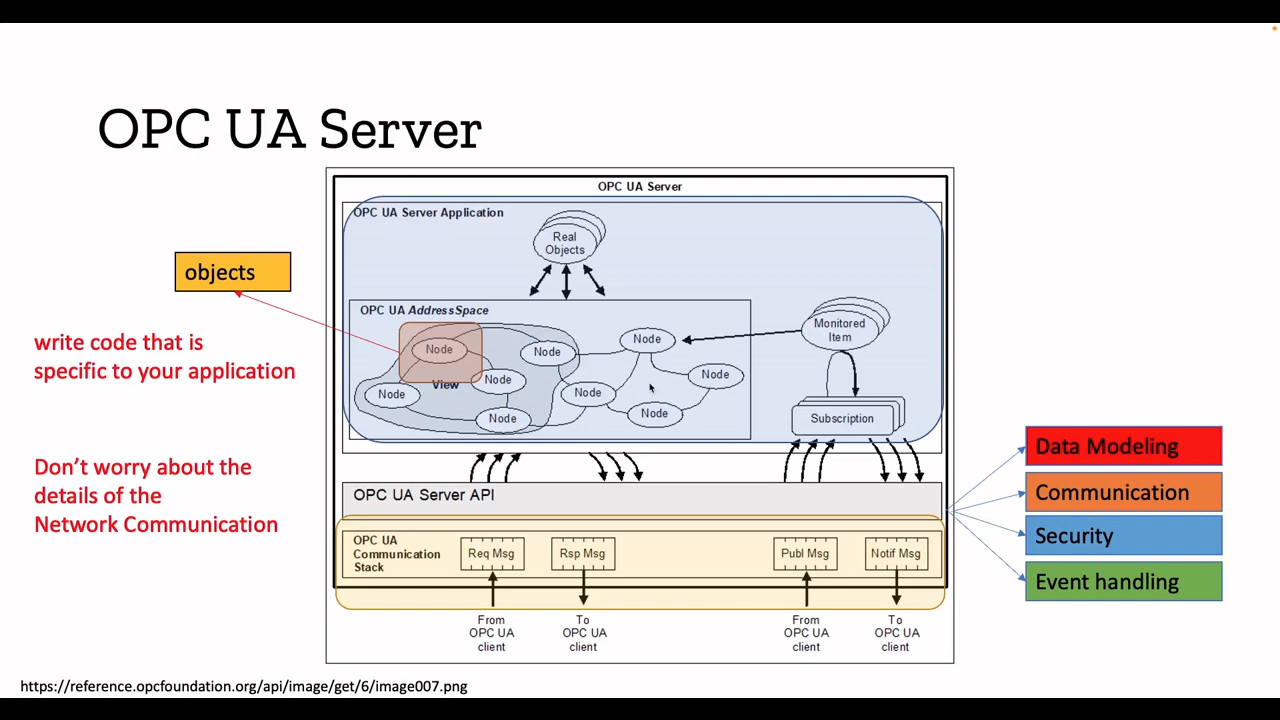 OPC UA Server
OPC UA Server
OPC UA Server Application
Real
Objects
objects
OPC UA AddressSpace
Monitored
Item
Node
Node
Node
write code that is
specific to your application
View
Node
Node
Node
Node
Node
Node
Subscription
Data Modeling
Don’t worry about the
details of the
Network Communication
OPC UA Server API
Communication
Security
Event handling
OPC UA
Communication
Stack
Req Msg
Rsp Msg
Publ Msg
Notif Msg
From
OPC UA
client
To
OPC UA
client
From
OPC UA
client
To
OPC UA
client
https://reference.opcfoundation.org/api/image/get/6/image007.png